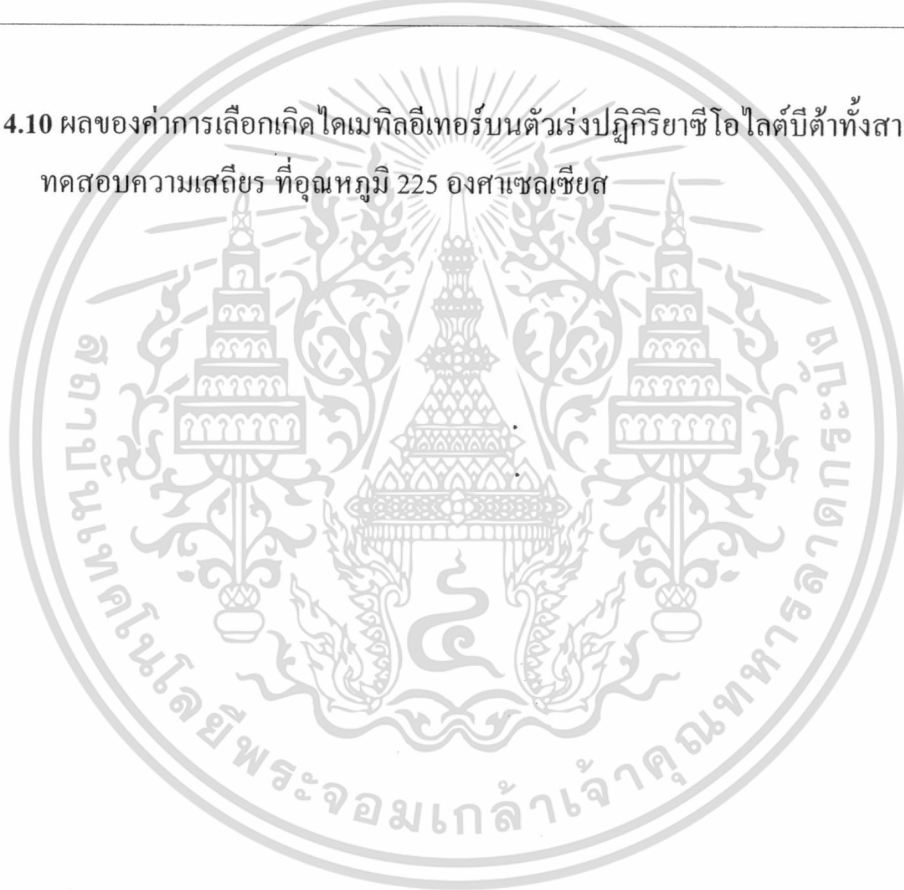 4.10 ผลของค่าการเลือกเกิดไดเมทิลอีเทอร์บนตัวเร่งปฏิกิริยาซีโอไลต์บีต้าทั้งสา
ทดสอบความเสถียร ที่อุณหภูมิ 225 องศาเซลเซียส
สถาบันเทคโนโลยีพระจอมเกล้าเจ้าคุณทหารลาดกระบัง